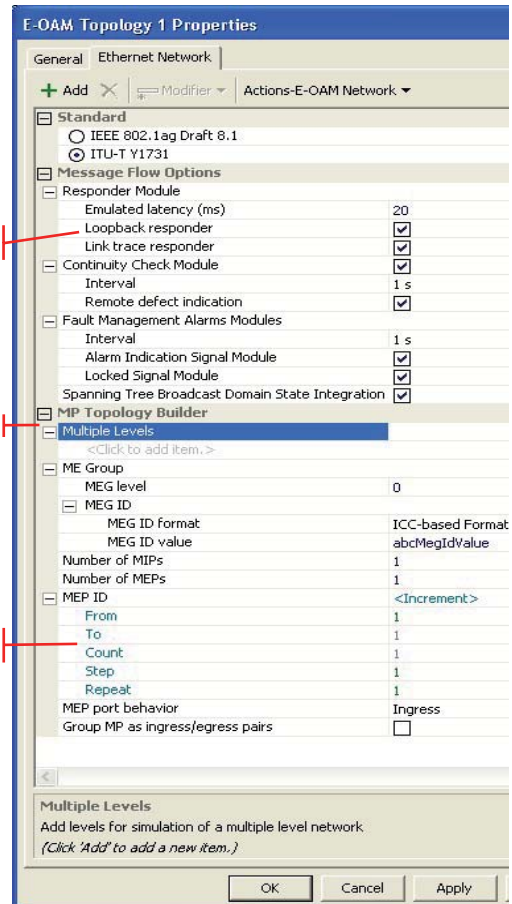 E-OAM Topology 1 Properties
General Ethernet Network
Add Modifier Actions-E-OAM Network
Standard
IEEE 802.1ag Draft 8.1
ITU-T Y1731
Message Flow Options
Responder Module
Emulated latency (ms) 20
Loopback responder
Link trace responder
Continuity Check Module
Interval 1 s
Remote defect indication
Fault Management Alarms Modules
Interval 1 s
Alarm Indication Signal Module
Locked Signal Module
Spanning Tree Broadcast Domain State Integration
MP Topology Builder
Multiple Levels
<Click to add item.>
ME Group
MEG level 0
MEG ID
MEG ID format ICC-based Format
MEG ID value abcMegIdValue
Number of MIPs 1
Number of MEPs 1
MEP ID <Increment>
From 1
To 1
Count 1
Step 1
Repeat 1
MEP port behavior Ingress
Group MP as ingress/egress pairs
Multiple Levels
Add levels for simulation of a multiple level network
(Click 'Add' to add a new item.)
OK Cancel Apply